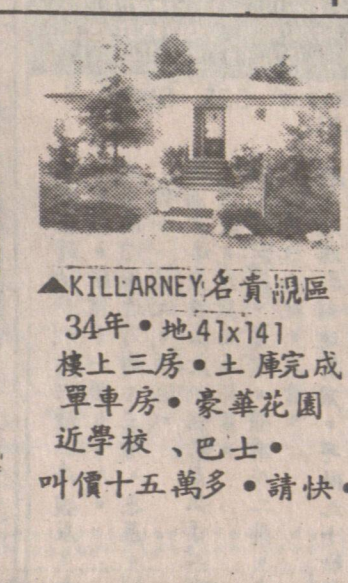 ▲KILLARNEY名貴視區
34年•地41x141
樓上三房•土庫完成
單車房•豪華花園
近學校、巴士•
叫價十五萬多•請快•